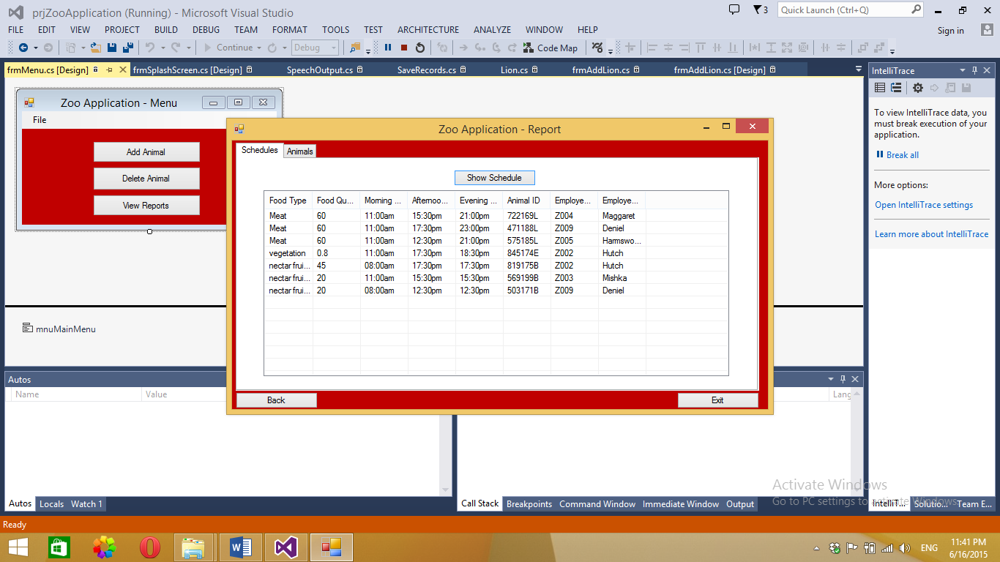 prjZooApplication (Running) - Microsoft Visual Studio
3
Quick Launch (Ctrl+Q)
FILE EDIT VIEW PROJECT BUILD DEBUG TEAM FORMAT TOOLS TEST ARCHITECTURE ANALYZE WINDOW HELP
Sign in
Continue Debug Code Map
frmMenu.cs [Design] frmSplashScreen.cs [Design] SpeechOutput.cs SaveRecords.cs Lion.cs frmAddLion.cs frmAddLion.cs [Design]
Zoo Application - Menu
File
Add Animal
Delete Animal
View Reports
mnuMainMenu
Zoo Application - Report
Schedules Animals
Show Schedule
Food Type Food Qu... Morning ... Afternoo... Evening ... Animal ID Employe... Employe...
Meat 60 11:00am 15:30pm 21:00pm 722169L Z004 Maggaret
Meat 60 11:00am 17:30pm 23:00pm 471188L Z009 Deniel
Meat 60 11:00am 12:30pm 21:00pm 575185L Z005 Hamswo...
vegetation 0.8 11:00am 17:30pm 18:30pm 845174E Z002 Hutch
nectar frui... 45 08:00am 17:30pm 17:30pm 819175B Z002 Hutch
nectar frui... 20 11:00am 15:30pm 15:30pm 569199B Z003 Mishka
nectar frui... 20 08:00am 12:30pm 12:30pm 503171B Z009 Deniel
Back Exit
IntelliTrace
To view IntelliTrace data, you
must break execution of your
application.
Break all
More options:
Open IntelliTrace settings
Learn more about IntelliTrace
Autos
Name Value
Lang
Autos Locals Watch 1
Call Stack Breakpoints Command Window Immediate Window Output
IntelliT... Solutio... Team E...
Activate Windows
Go to PC settings to activate Windows.
Ready
ENG
11:41 PM
6/16/2015